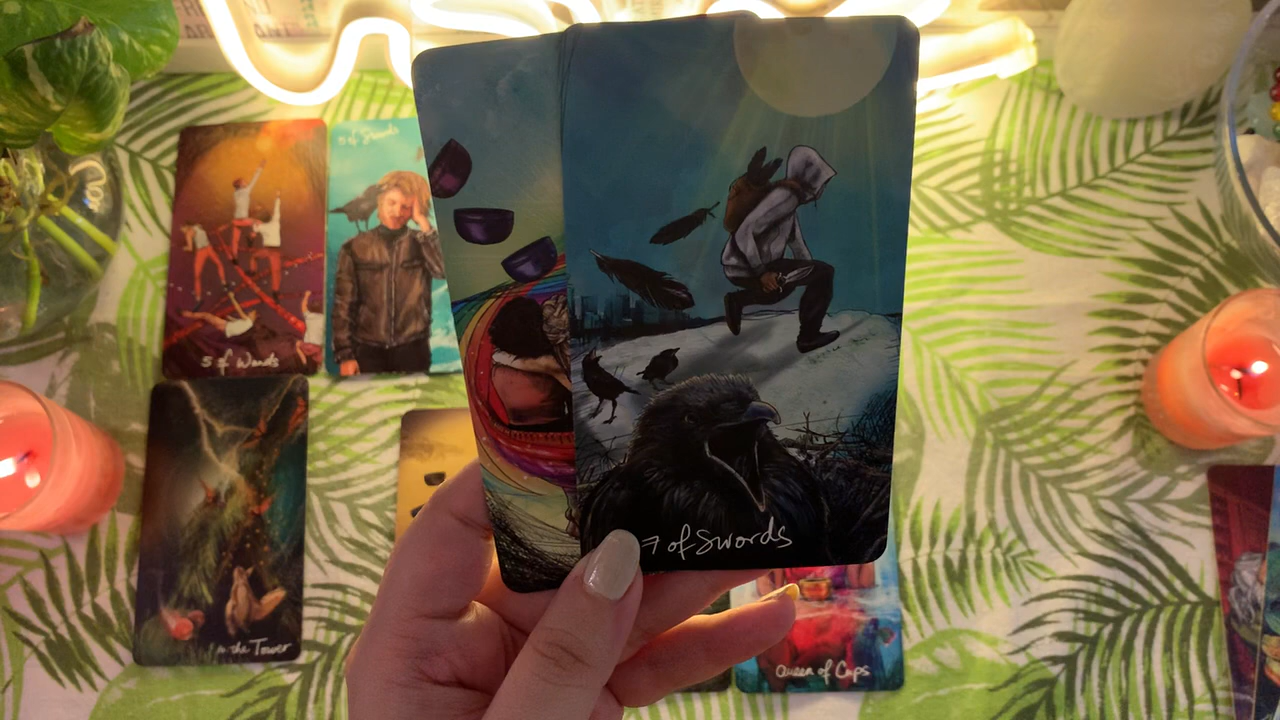 5 of Swords
5 of Wands
7 of Swords
the Tower
Queen of Cups